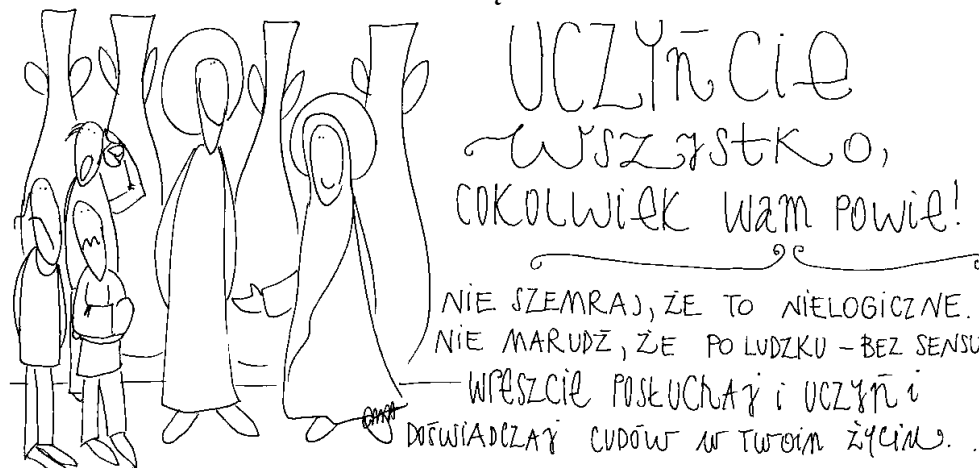 UCZYńCie
WSZYStKO,
COKOLWiek Wam POWie!
NIE SZEMRAJ, ŻE TO NIELOGICZNE.
NIE MARUDŹ, ŻE PO LUDZKU – BEZ SENSU
WReSZCie POSŁUCHAj i UCZYń i
DOŚWIADCZAj CUDÓW W TWOim ŻYCIU.